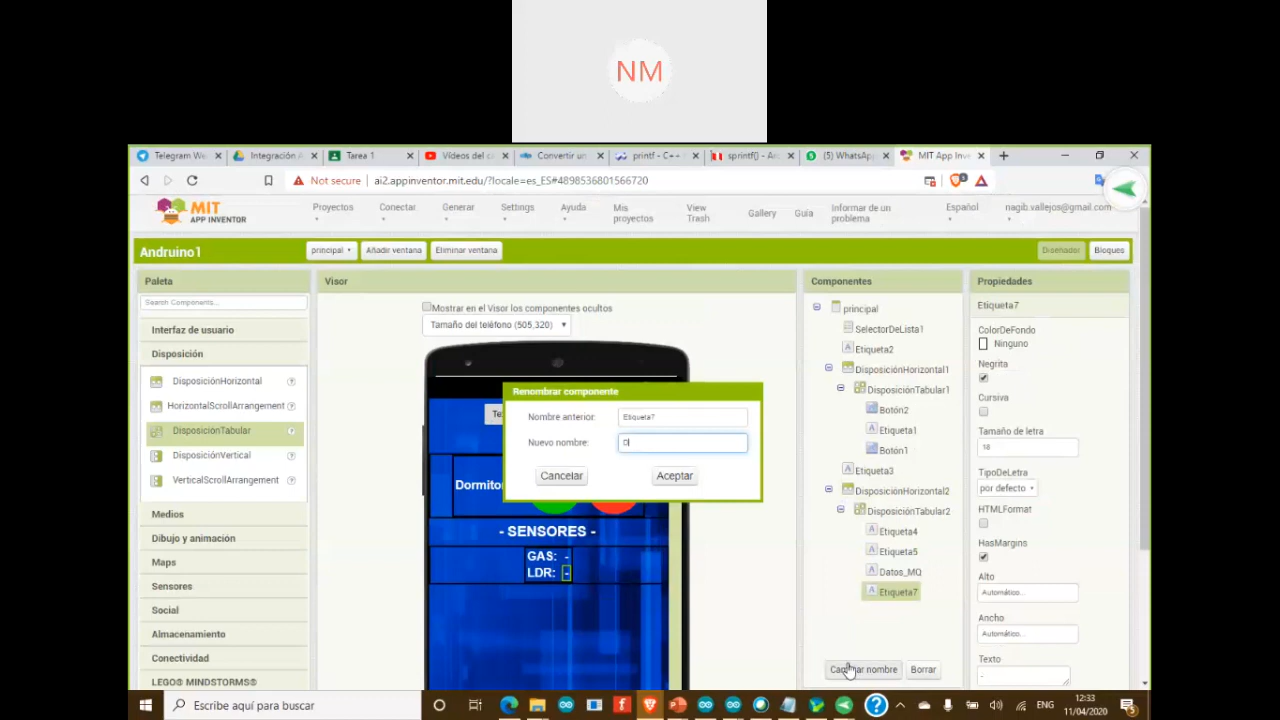 NM
Telegram We
Integración A
Tarea 1
Vídeos del c
Convertir un
printf - C++
sprintf() - Ard
(5) WhatsApp
MIT App Inve
Not secure
ai2.appinventor.mit.edu/?locale=es_ES#4898536801566720
MIT
APP INVENTOR
Proyectos
Conectar
Generar
Settings
Ayuda
Mis proyectos
View Trash
Gallery
Guía
Informar de un problema
Español
nagib.vallejos@gmail.com
Andruino1
principal
Añadir ventana
Eliminar ventana
Diseñador
Bloques
Paleta
Search Components...
Interfaz de usuario
Disposición
DisposiciónHorizontal
HorizontalScrollArrangement
DisposiciónTabular
DisposiciónVertical
VerticalScrollArrangement
Medios
Dibujo y animación
Maps
Sensores
Social
Almacenamiento
Conectividad
LEGO® MINDSTORMS®
Visor
Mostrar en el Visor los componentes ocultos
Tamaño del teléfono (505,320)
Te
Dormito
- SENSORES -
GAS: -
LDR: -
Renombrar componente
Nombre anterior:
Etiqueta7
Nuevo nombre:
D
Cancelar
Aceptar
Componentes
principal
SelectorDeLista1
Etiqueta2
DisposiciónHorizontal1
DisposiciónTabular1
Botón2
Etiqueta1
Botón1
Etiqueta3
DisposiciónHorizontal2
DisposiciónTabular2
Etiqueta4
Etiqueta5
Datos_MQ
Etiqueta7
Cambiar nombre
Borrar
Propiedades
Etiqueta7
ColorDeFondo
Ninguno
Negrita
Cursiva
Tamaño de letra
18
TipoDeLetra
por defecto
HTMLFormat
HasMargins
Alto
Automático...
Ancho
Automático...
Texto
-
Escribe aquí para buscar
ENG
12:33
11/04/2020
5